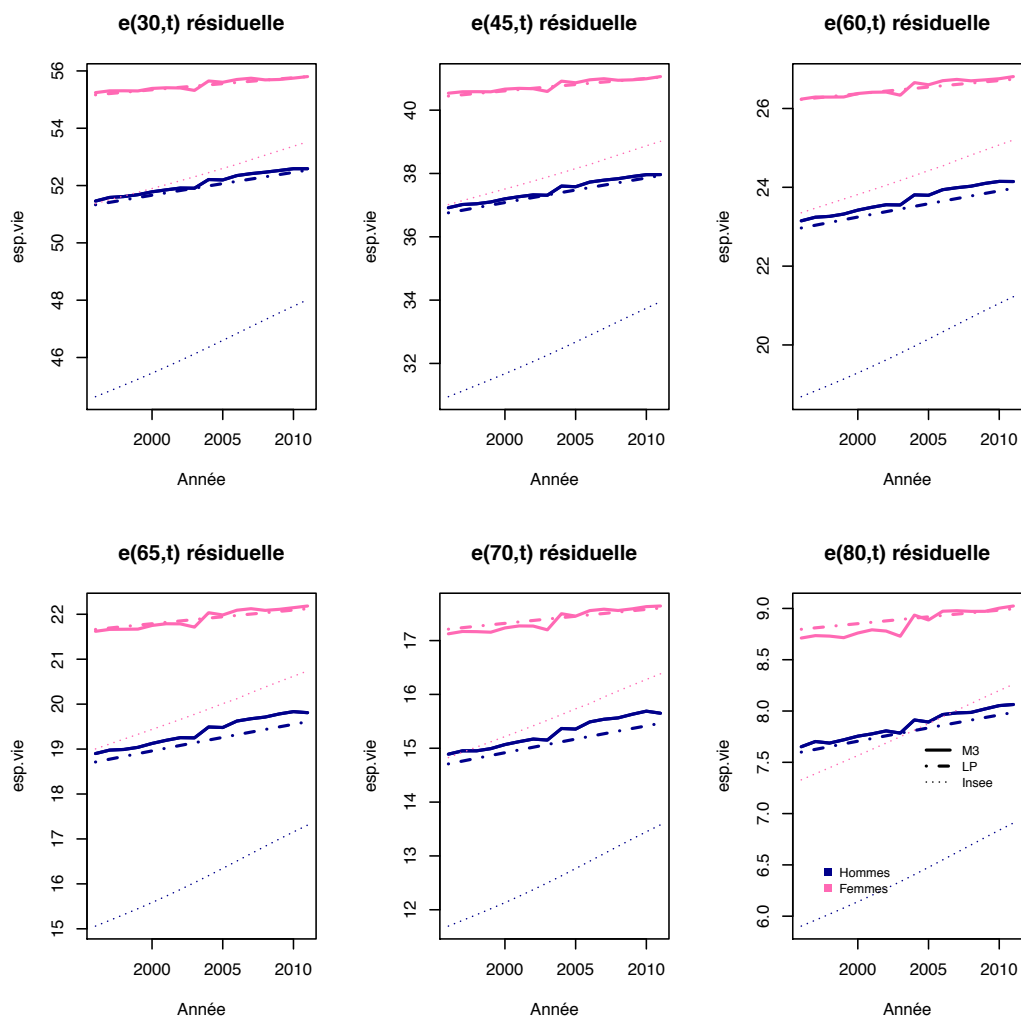 e(30,t) résiduelle
esp.vie
56
54
52
50
48
46
2000 2005 2010
Année
e(45,t) résiduelle
esp.vie
40
38
36
34
32
2000 2005 2010
Année
e(60,t) résiduelle
esp.vie
26
24
22
20
2000 2005 2010
Année
e(65,t) résiduelle
esp.vie
22
21
20
19
18
17
16
15
2000 2005 2010
Année
e(70,t) résiduelle
esp.vie
17
16
15
14
13
12
2000 2005 2010
Année
e(80,t) résiduelle
esp.vie
9.0
8.5
8.0
7.5
7.0
6.5
6.0
M3
LP
Insee
Hommes
Femmes
2000 2005 2010
Année